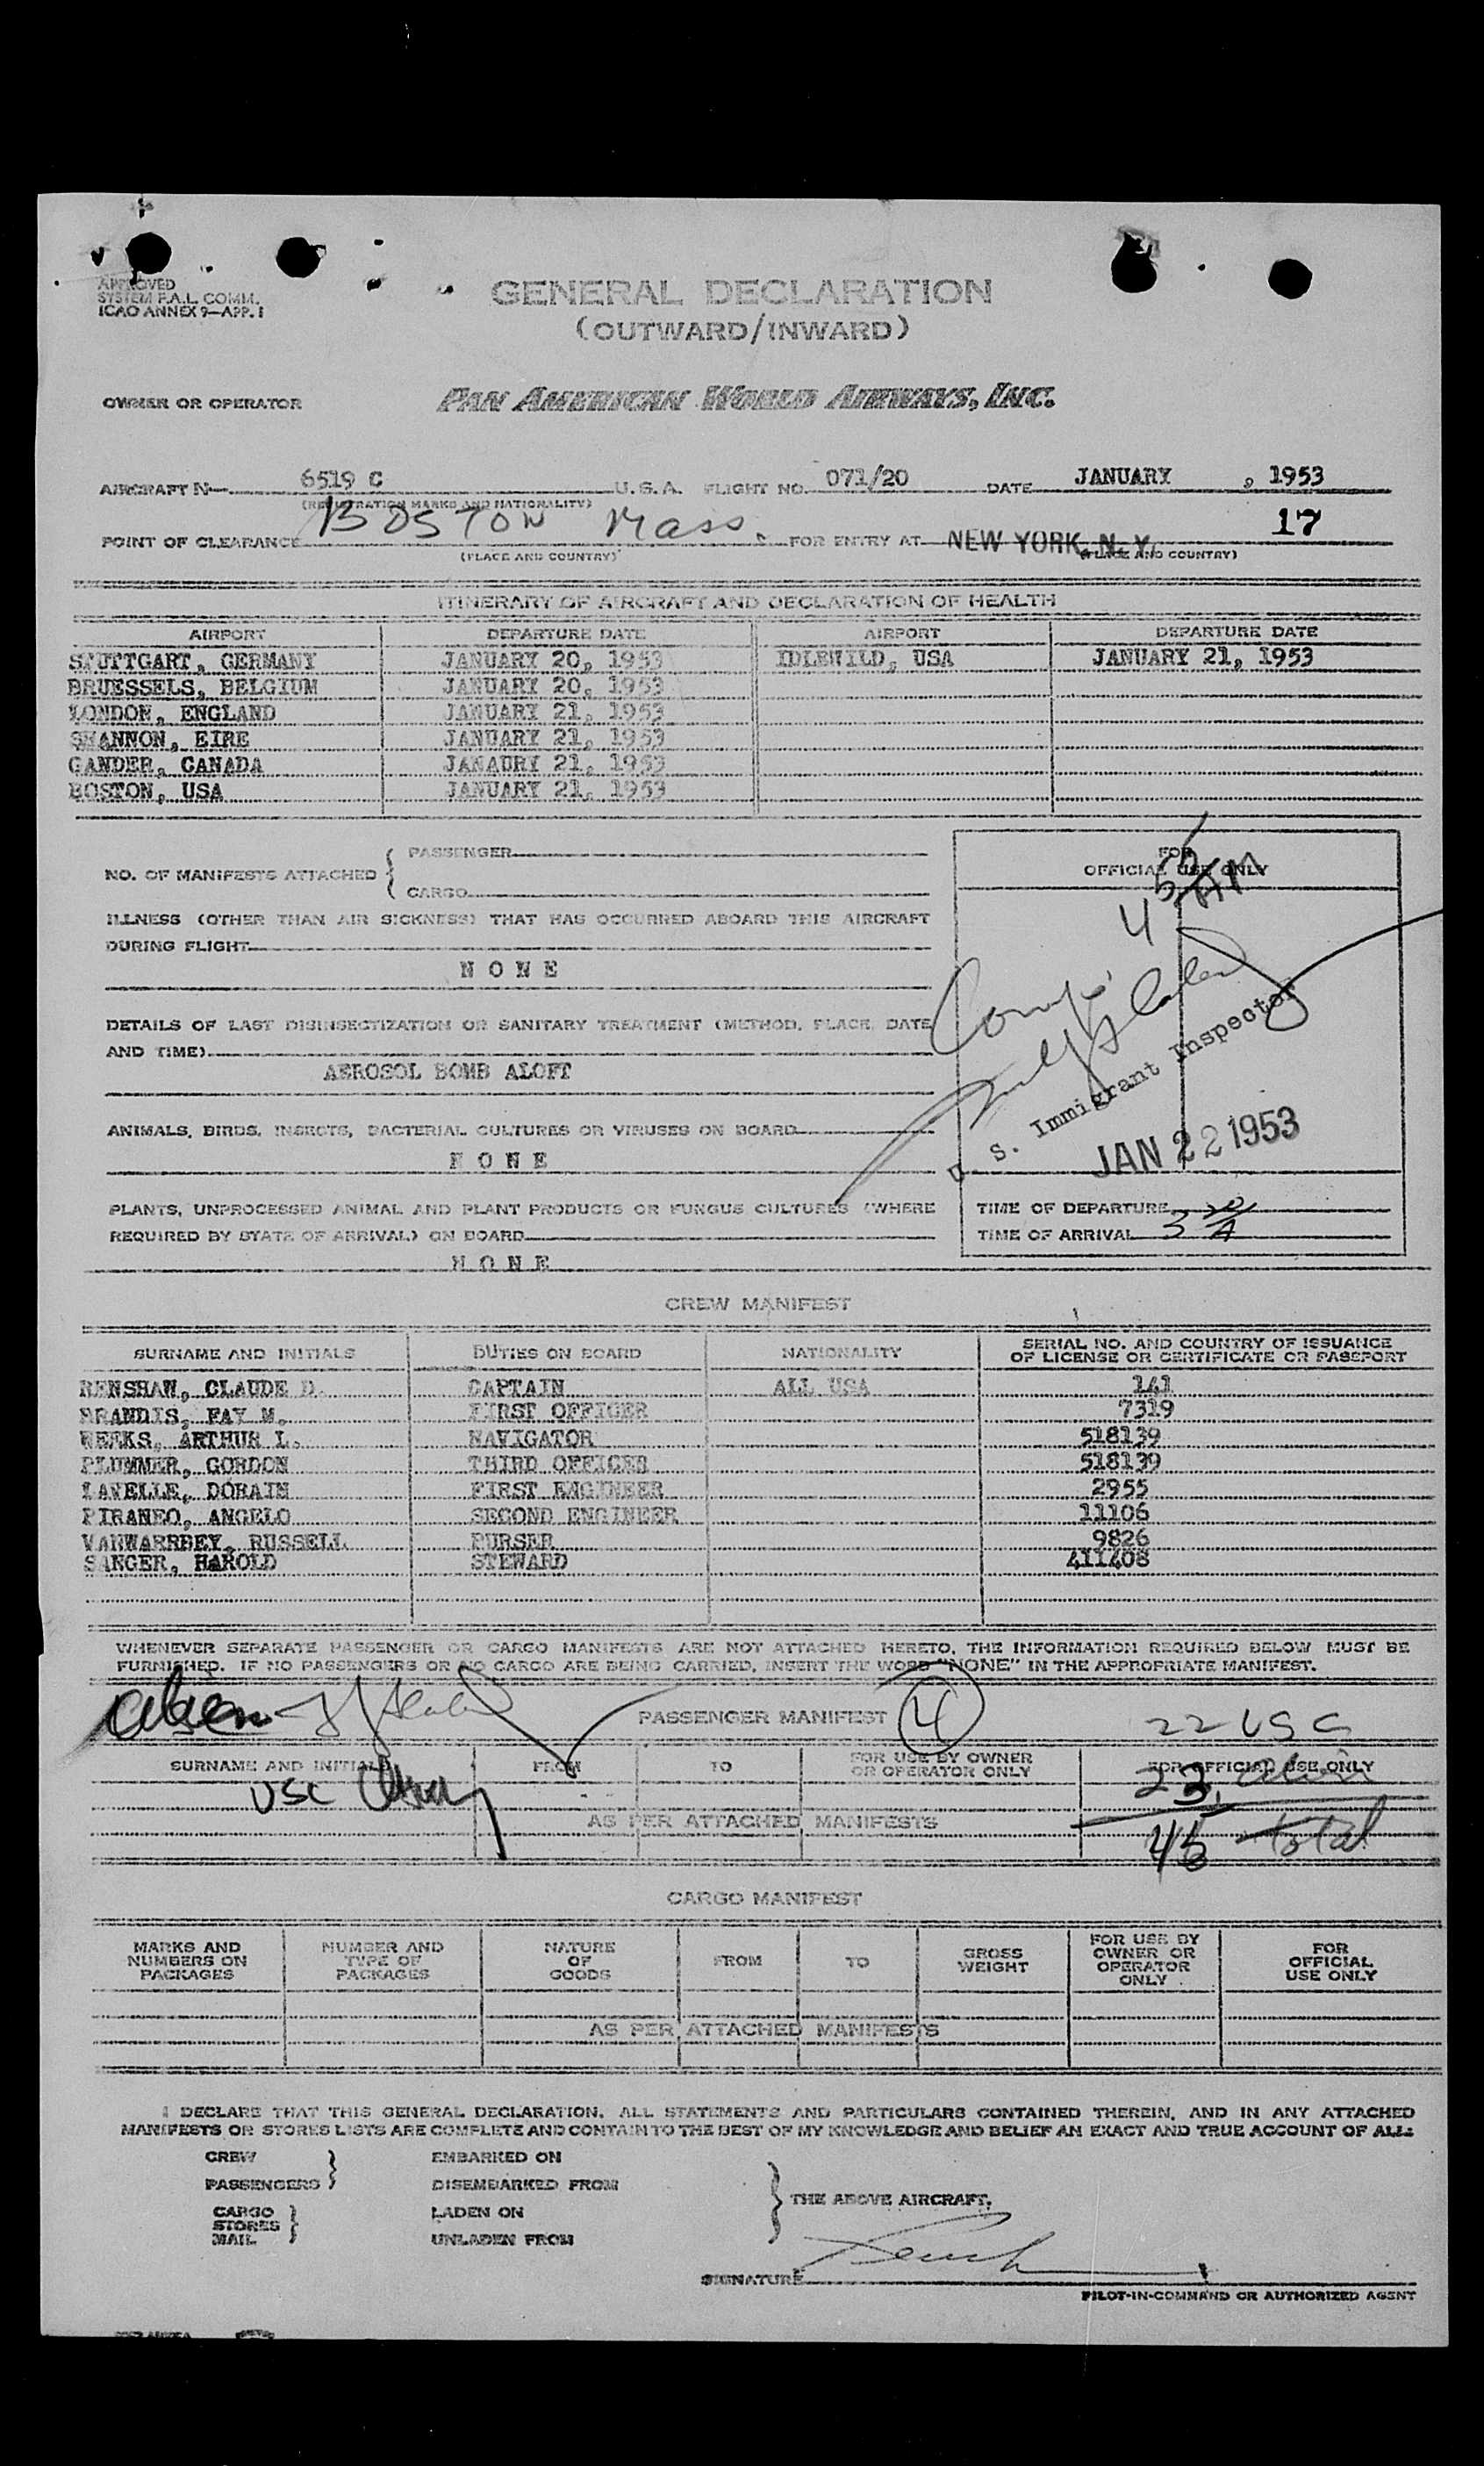 APPROVED
SYSTEM F.A.L. COMM.
ICAO ANNEX 9—APP. 1
GENERAL DECLARATION
(OUTWARD/INWARD)
OWNER OR OPERATOR PAN AMERICAN WORLD AIRWAYS, INC.
AIRCRAFT N— 6519 C U.S.A. FLIGHT NO. 071/20 DATE JANUARY , 1953
(REGISTRATION MARKS AND NATIONALITY)
POINT OF CLEARANCE BOSTON Mass. FOR ENTRY AT NEW YORK, N. Y. 17
(PLACE AND COUNTRY) (PLACE AND COUNTRY)
ITINERARY OF AIRCRAFT AND DECLARATION OF HEALTH
AIRPORT DEPARTURE DATE AIRPORT DEPARTURE DATE
STUTTGART, GERMANY JANUARY 20, 1953 IDLEWILD, USA JANUARY 21, 1953
BRUESSELS, BELGIUM JANUARY 20, 1953
LONDON, ENGLAND JANUARY 21, 1953
SHANNON, EIRE JANUARY 21, 1953
GANDER, CANADA JANAURY 21, 1953
BOSTON, USA JANUARY 21, 1953
NO. OF MANIFESTS ATTACHED { PASSENGER
CARGO
FOR
OFFICIAL USE ONLY
ILLNESS (OTHER THAN AIR SICKNESS) THAT HAS OCCURRED ABOARD THIS AIRCRAFT
DURING FLIGHT
N O N E
DETAILS OF LAST DISINSECTIZATION OR SANITARY TREATMENT (METHOD, PLACE, DATE
AND TIME)
AEROSOL BOMB ALOFT
U. S. Immigrant Inspector
JAN 22 1953
ANIMALS, BIRDS, INSECTS, BACTERIAL CULTURES OR VIRUSES ON BOARD
N O N E
PLANTS, UNPROCESSED ANIMAL AND PLANT PRODUCTS OR FUNGUS CULTURES (WHERE
REQUIRED BY STATE OF ARRIVAL) ON BOARD
N O N E
TIME OF DEPARTURE
TIME OF ARRIVAL 3 20/A
CREW MANIFEST
SURNAME AND INITIALS DUTIES ON BOARD NATIONALITY SERIAL NO. AND COUNTRY OF ISSUANCE
OF LICENSE OR CERTIFICATE OR PASSPORT
RENSHAW, CLAUDE D. CAPTAIN ALL USA 141
BRANDIS, FAY M. FIRST OFFICER 7319
WEEKS, ARTHUR L. NAVIGATOR 518139
PLUMMER, GORDON THIRD OFFICER 518139
LAVELLE, DORAIN FIRST ENGINEER 2955
PIRANEO, ANGELO SECOND ENGINEER 11106
VANWARRBEY, RUSSELL PURSER 9826
SANGER, HAROLD STEWARD 411408
WHENEVER SEPARATE PASSENGER OR CARGO MANIFESTS ARE NOT ATTACHED HERETO, THE INFORMATION REQUIRED BELOW MUST BE
FURNISHED. IF NO PASSENGERS OR NO CARGO ARE BEING CARRIED, INSERT THE WORD "NONE" IN THE APPROPRIATE MANIFEST.
alien
PASSENGER MANIFEST 4 22 USC
SURNAME AND INITIALS FROM TO FOR USE BY OWNER
OR OPERATOR ONLY FOR OFFICIAL USE ONLY
USC 23 alien
AS PER ATTACHED MANIFESTS
45 total
CARGO MANIFEST
MARKS AND
NUMBERS ON
PACKAGES
NUMBER AND
TYPE OF
PACKAGES
NATURE
OF
GOODS
FROM
TO
GROSS
WEIGHT
FOR USE BY
OWNER OR
OPERATOR
ONLY
FOR
OFFICIAL
USE ONLY
AS PER ATTACHED MANIFESTS
I DECLARE THAT THIS GENERAL DECLARATION, ALL STATEMENTS AND PARTICULARS CONTAINED THEREIN, AND IN ANY ATTACHED
MANIFESTS OR STORES LISTS ARE COMPLETE AND CONTAIN TO THE BEST OF MY KNOWLEDGE AND BELIEF AN EXACT AND TRUE ACCOUNT OF ALL:
CREW EMBARKED ON
PASSENGERS DISEMBARKED FROM
THE ABOVE AIRCRAFT.
CARGO LADEN ON
STORES
MAIL UNLADEN FROM
SIGNATURE
PILOT-IN-COMMAND OR AUTHORIZED AGENT